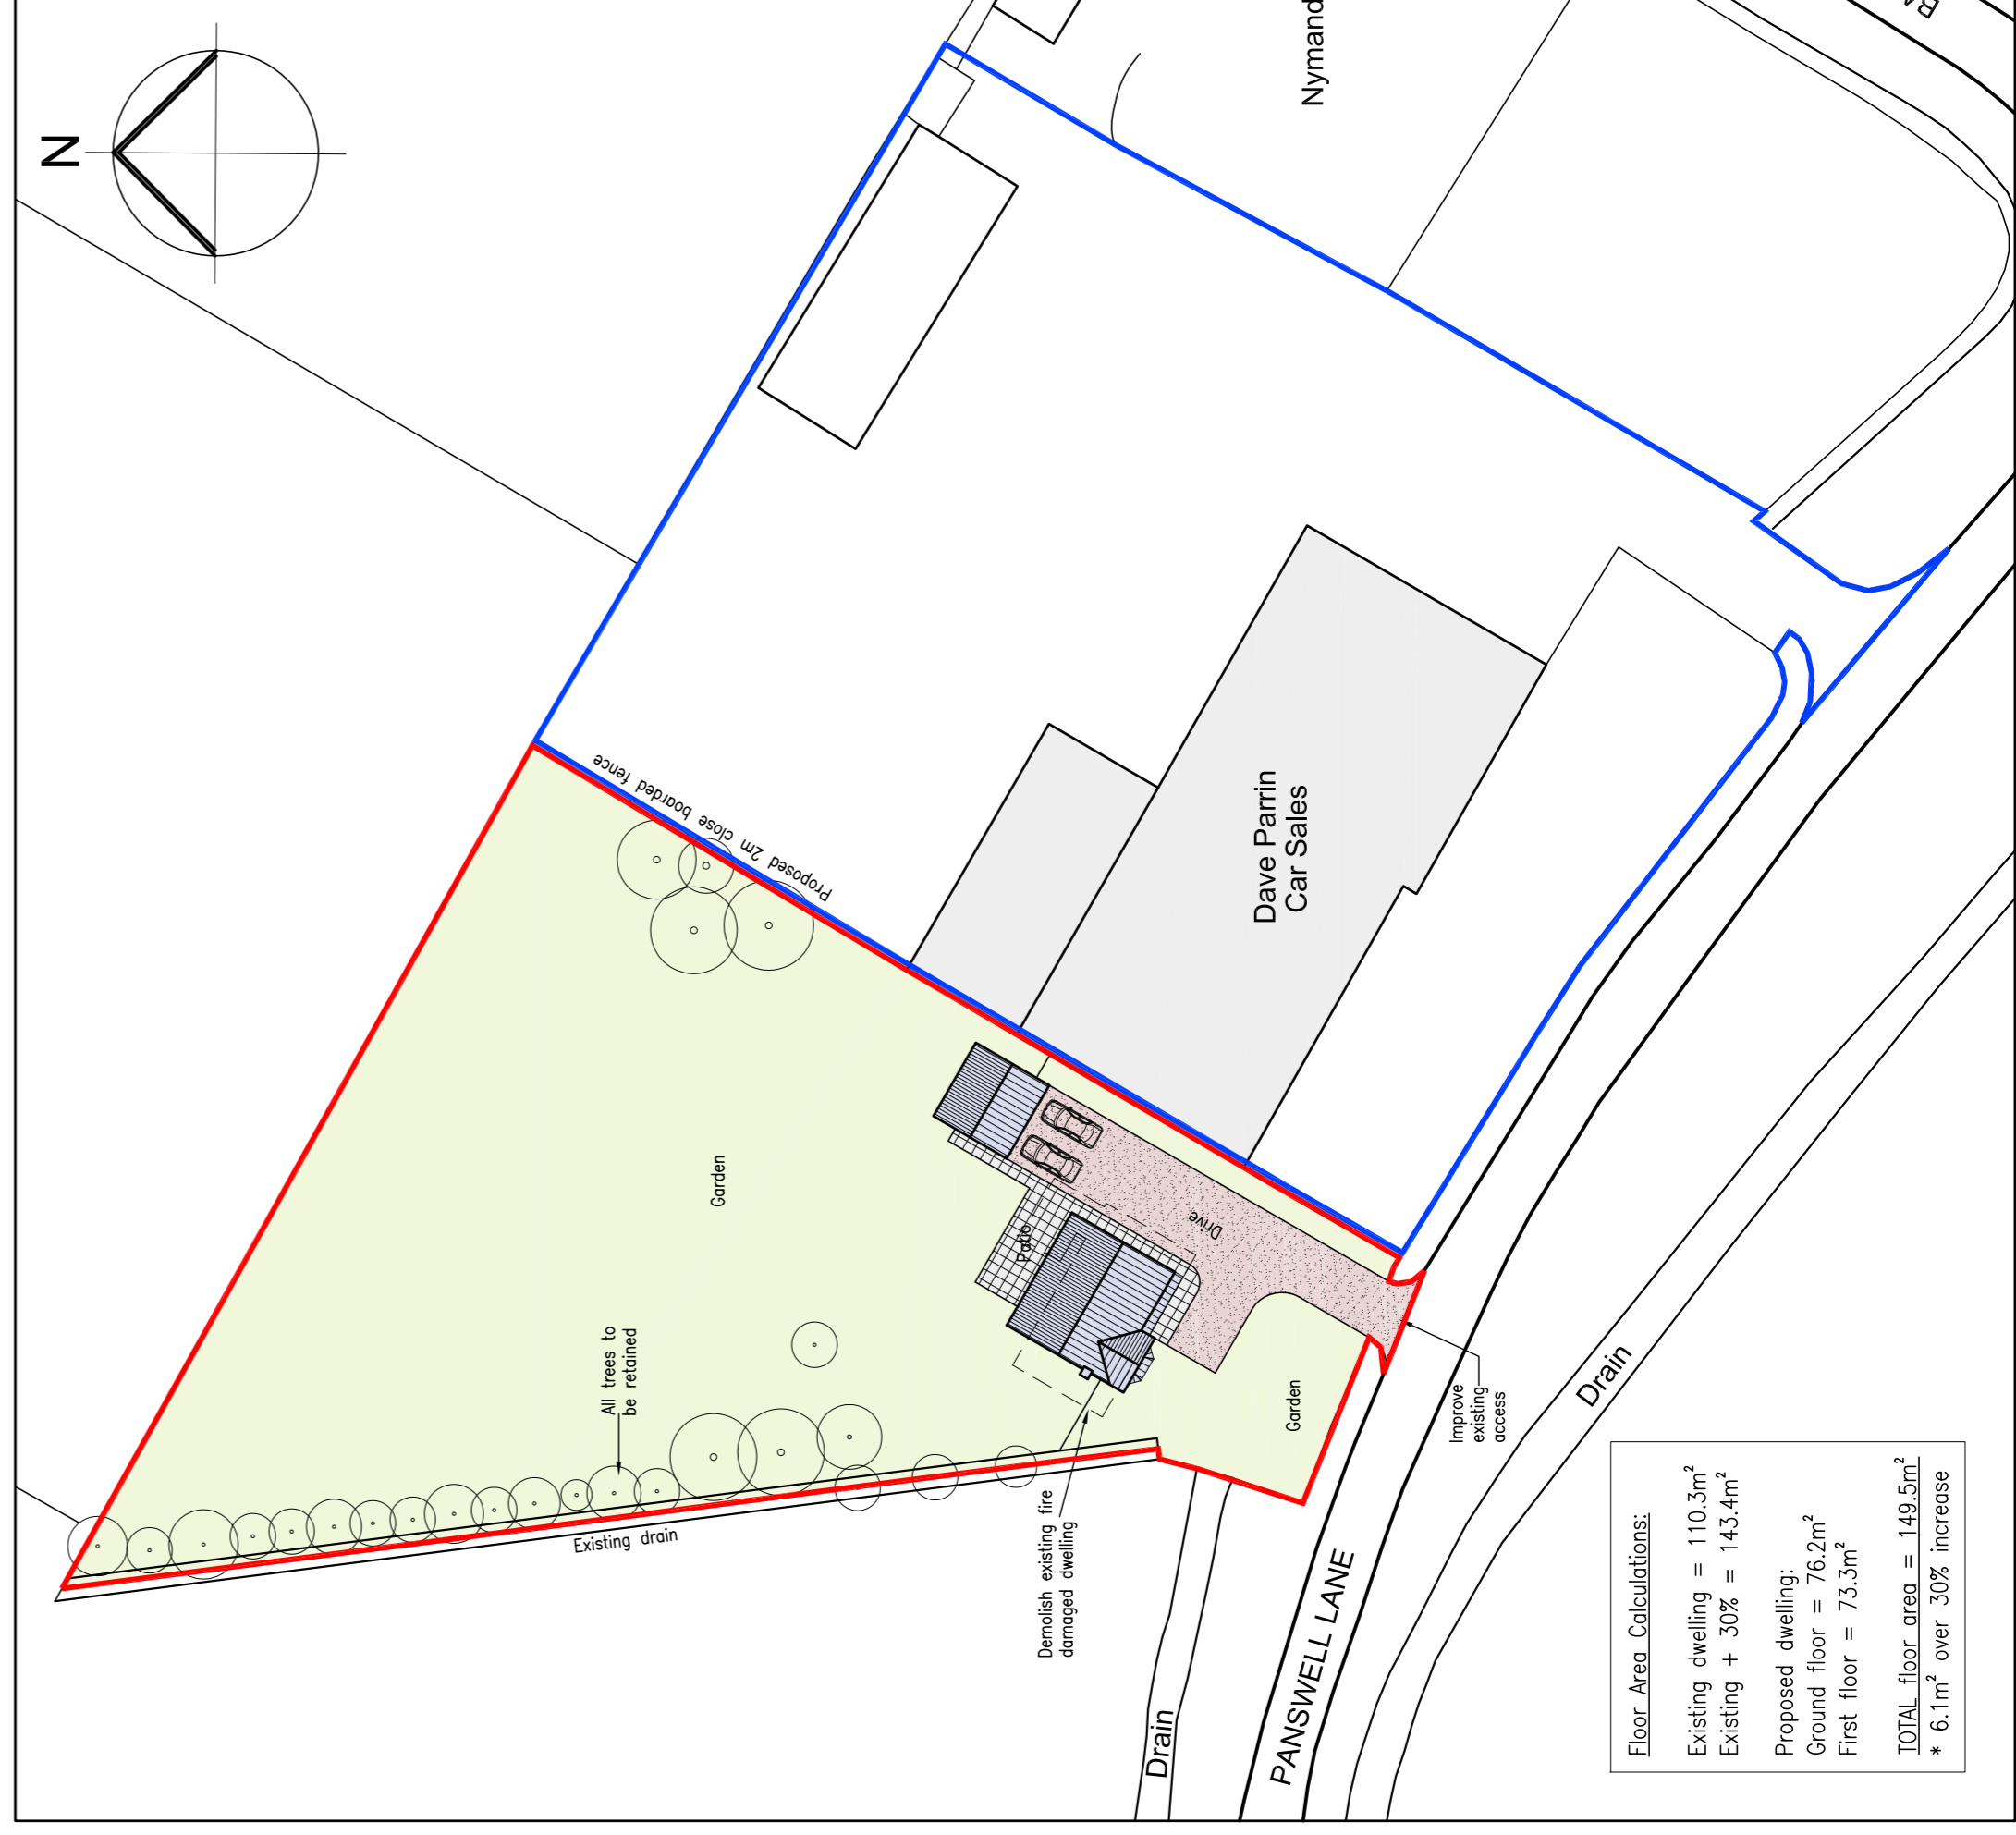 N
Nymand
BA
Proposed 2m close boarded fence
Dave Parrin
Car Sales
Garden
All trees to
be retained
Patio
Drive
Garden
Existing drain
Demolish existing fire
damaged dwelling
Improve
existing
access
Drain
Drain
PANSWELL LANE
Floor Area Calculations:
Existing dwelling = 110.3m²
Existing + 30% = 143.4m²
Proposed dwelling:
Ground floor = 76.2m²
First floor = 73.3m²
TOTAL floor area = 149.5m²
* 6.1m² over 30% increase